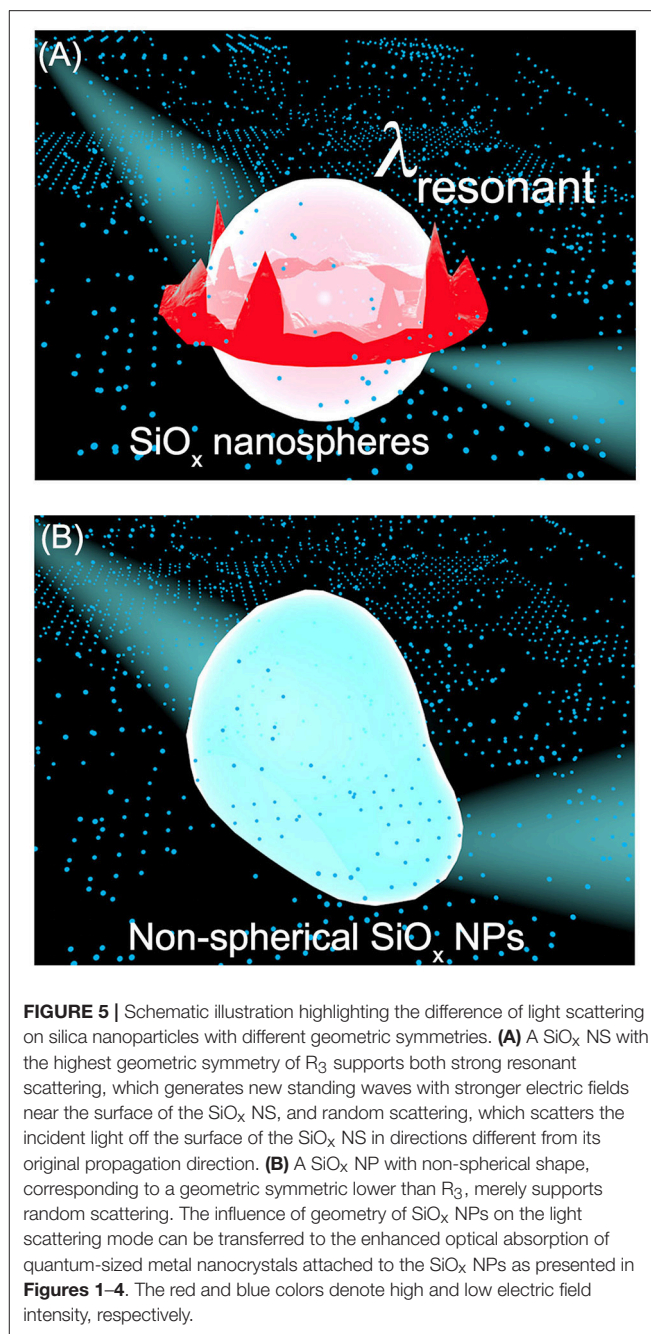 (A)
λresonant
SiOx nanospheres
(B)
Non-spherical SiOx NPs
FIGURE 5 | Schematic illustration highlighting the difference of light scattering
on silica nanoparticles with different geometric symmetries. (A) A SiOx NS with
the highest geometric symmetry of R3 supports both strong resonant
scattering, which generates new standing waves with stronger electric fields
near the surface of the SiOx NS, and random scattering, which scatters the
incident light off the surface of the SiOx NS in directions different from its
original propagation direction. (B) A SiOx NP with non-spherical shape,
corresponding to a geometric symmetric lower than R3, merely supports
random scattering. The influence of geometry of SiOx NPs on the light
scattering mode can be transferred to the enhanced optical absorption of
quantum-sized metal nanocrystals attached to the SiOx NPs as presented in
Figures 1–4. The red and blue colors denote high and low electric field
intensity, respectively.